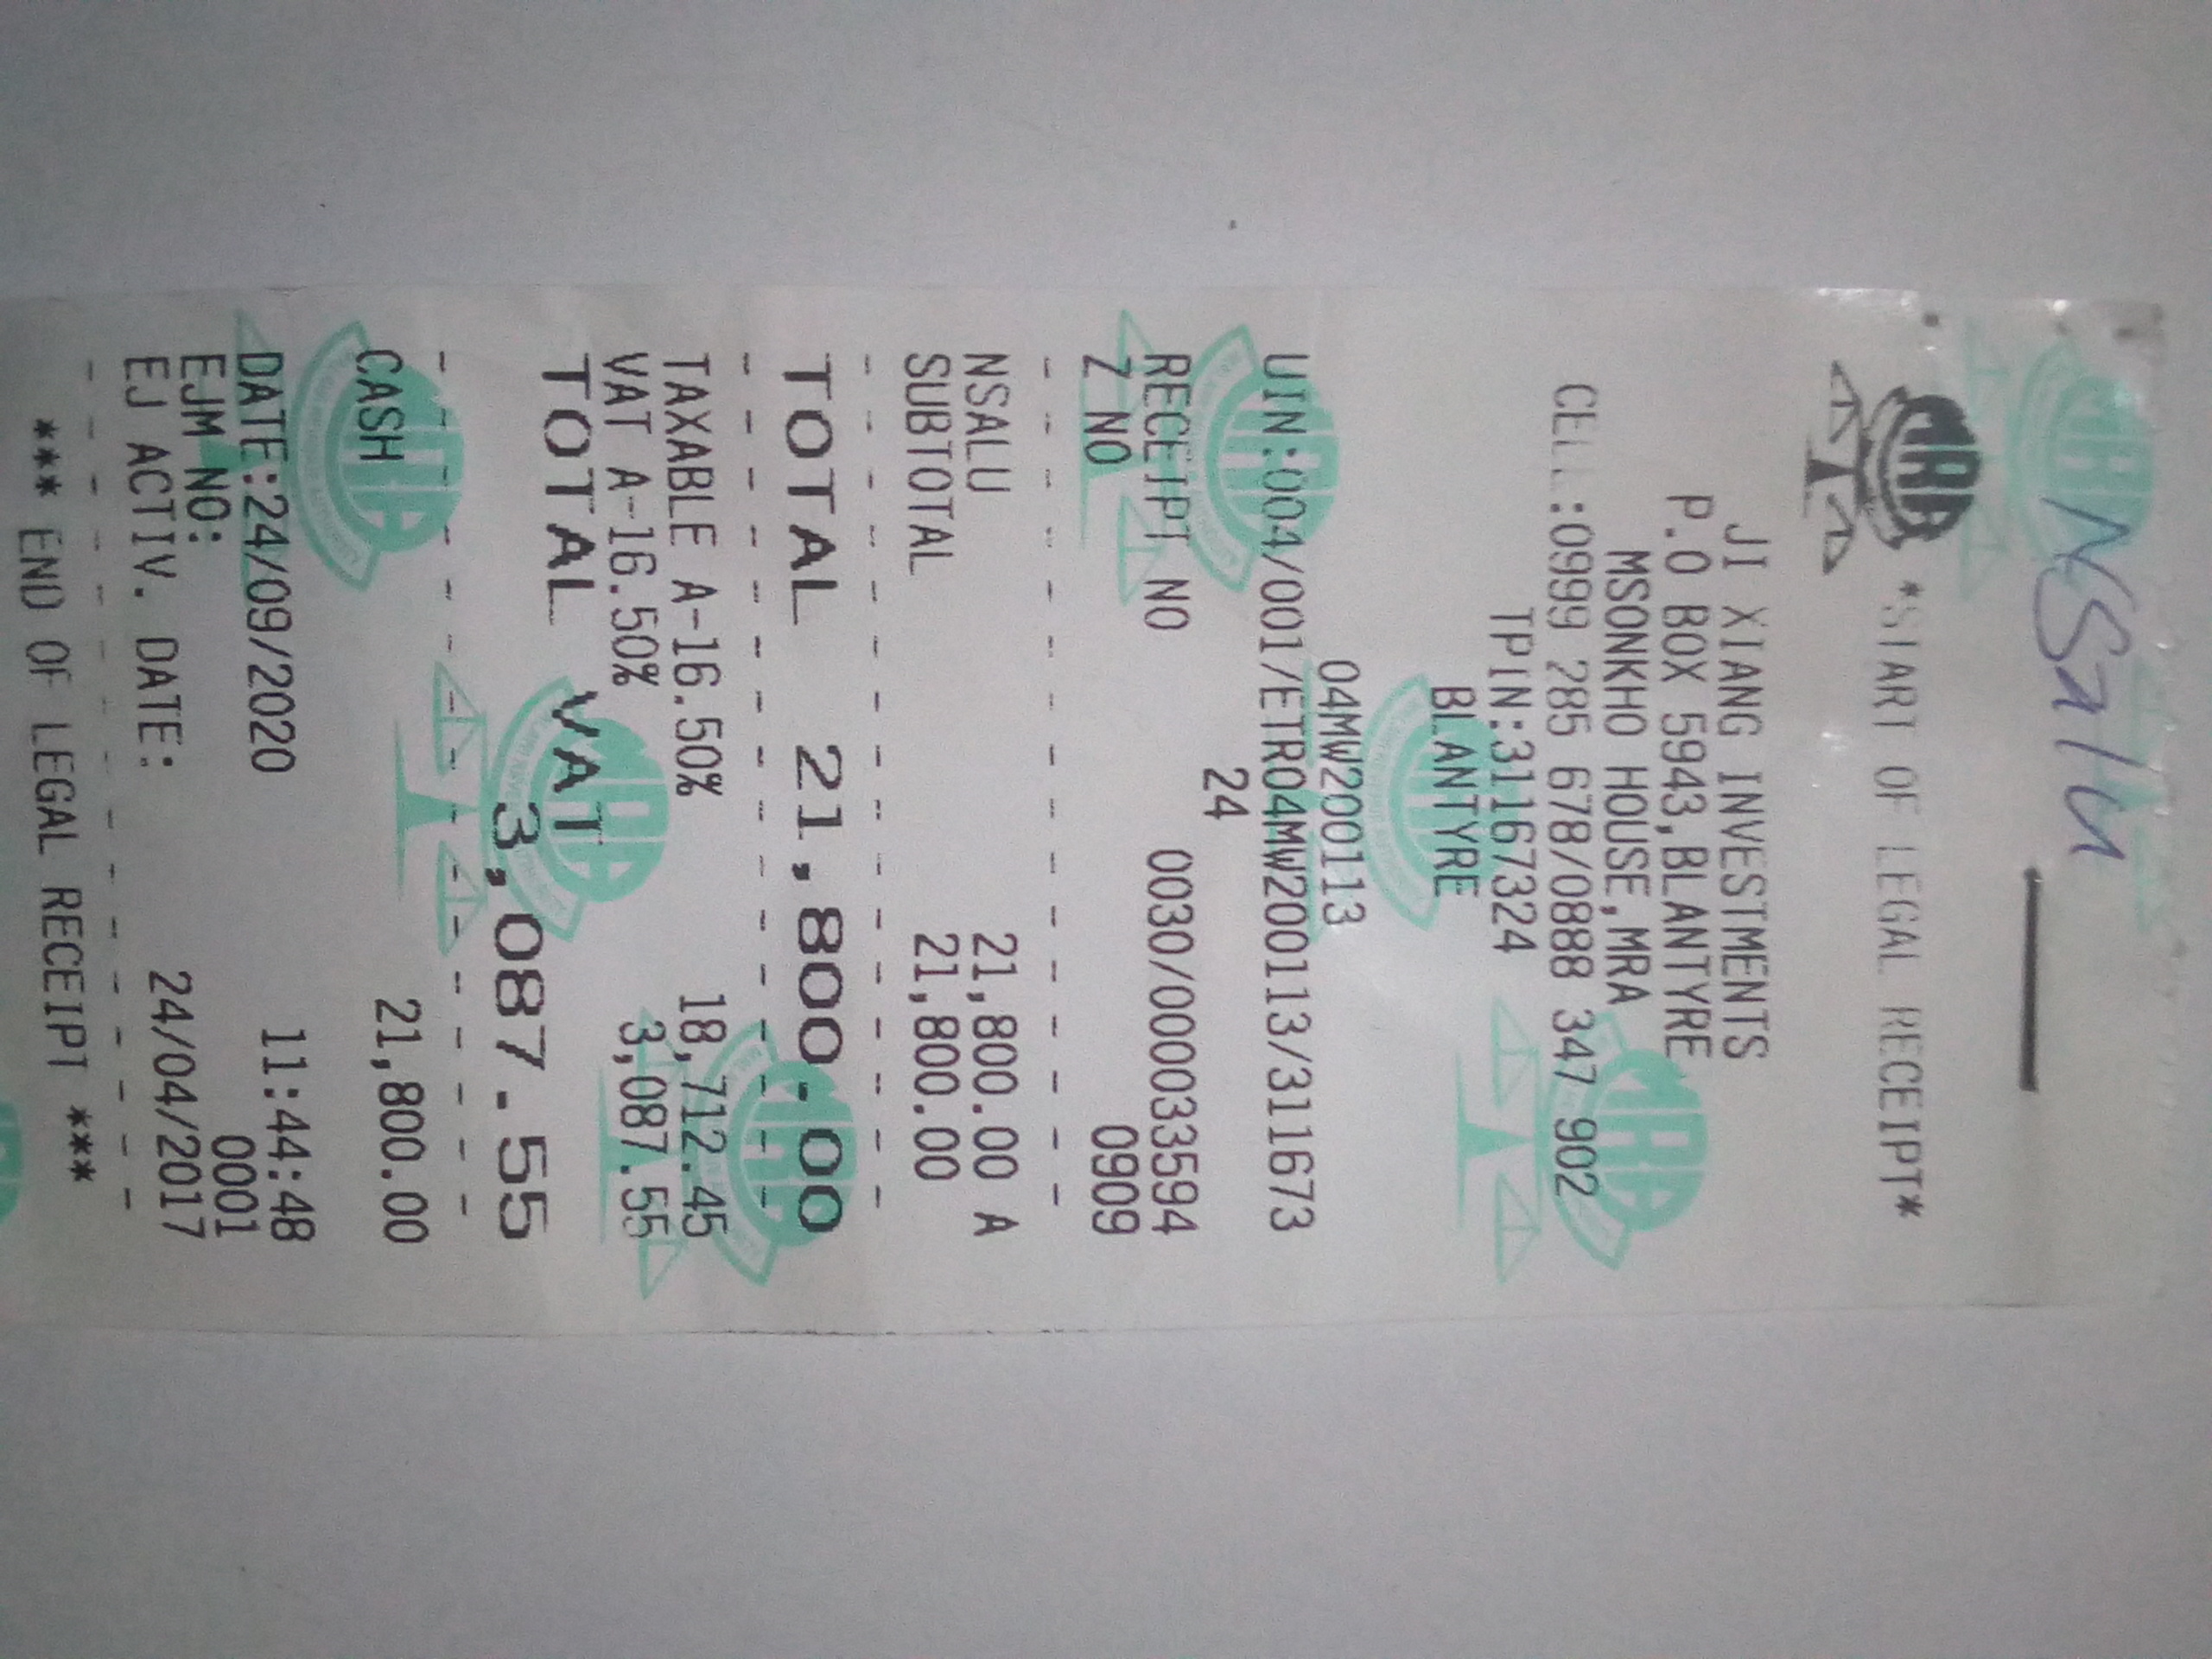 NSalu
MRA
*START OF LEGAL RECEIPT*
JI XIANG INVESTMENTS
P.O BOX 5943,BLANTYRE
MSONKHO HOUSE,MRA
CELL:0999 285 678/0888 347 902
TPIN:31167324
BLANTYRE
04MW200113
UIN:004/001/ETR04MW200113/311673
24
RECEIPT NO 0030/0000335594
Z NO 0909
NSALU 21,800.00 A
SUBTOTAL 21,800.00
TOTAL 21,800.00
TAXABLE A-16.50% 18,712.45
VAT A-16.50% 3,087.55
TOTAL VAT
3,087.55
CASH 21,800.00
DATE:24/09/2020 11:44:48
EJM NO: 0001
EJ ACTIV. DATE: 24/04/2017
*** END OF LEGAL RECEIPT ***